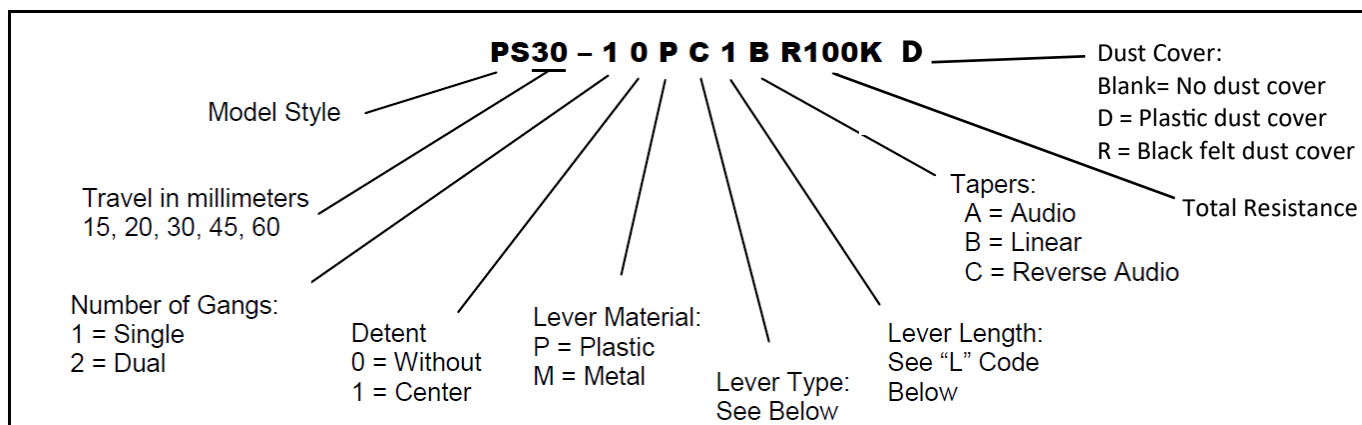 PS30 – 1 0 P C 1 B R100K D
Dust Cover:
Blank= No dust cover
D = Plastic dust cover
R = Black felt dust cover
Model Style
Travel in millimeters
15, 20, 30, 45, 60
Tapers:
A = Audio
B = Linear
C = Reverse Audio
Total Resistance
Number of Gangs:
1 = Single
2 = Dual
Detent
0 = Without
1 = Center
Lever Material:
P = Plastic
M = Metal
Lever Type:
See Below
Lever Length:
See “L” Code
Below